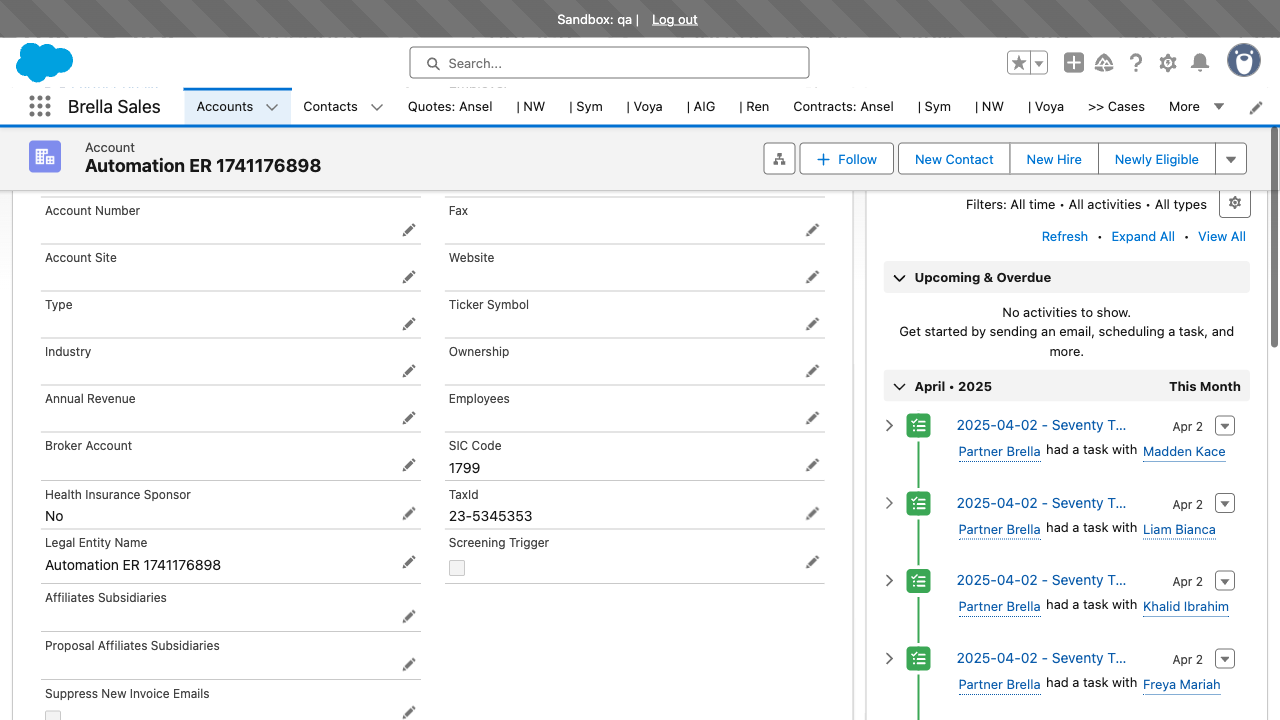 Sandbox: qa | Log out
Search...
Brella Sales
Accounts
Contacts
Quotes: Ansel
| NW
| Sym
| Voya
| AIG
| Ren
Contracts: Ansel
| Sym
| NW
| Voya
>> Cases
More
Account
Automation ER 1741176898
Follow
New Contact
New Hire
Newly Eligible
Account Number
Fax
Account Site
Website
Type
Ticker Symbol
Industry
Ownership
Annual Revenue
Employees
Broker Account
SIC Code
1799
Health Insurance Sponsor
No
TaxId
23-5345353
Legal Entity Name
Automation ER 1741176898
Screening Trigger
Affiliates Subsidiaries
Proposal Affiliates Subsidiaries
Suppress New Invoice Emails
Filters: All time • All activities • All types
Refresh • Expand All • View All
Upcoming & Overdue
No activities to show.
Get started by sending an email, scheduling a task, and
more.
April • 2025
This Month
2025-04-02 - Seventy T...
Apr 2
Partner Brella had a task with Madden Kace
2025-04-02 - Seventy T...
Apr 2
Partner Brella had a task with Liam Bianca
2025-04-02 - Seventy T...
Apr 2
Partner Brella had a task with Khalid Ibrahim
2025-04-02 - Seventy T...
Apr 2
Partner Brella had a task with Freya Mariah